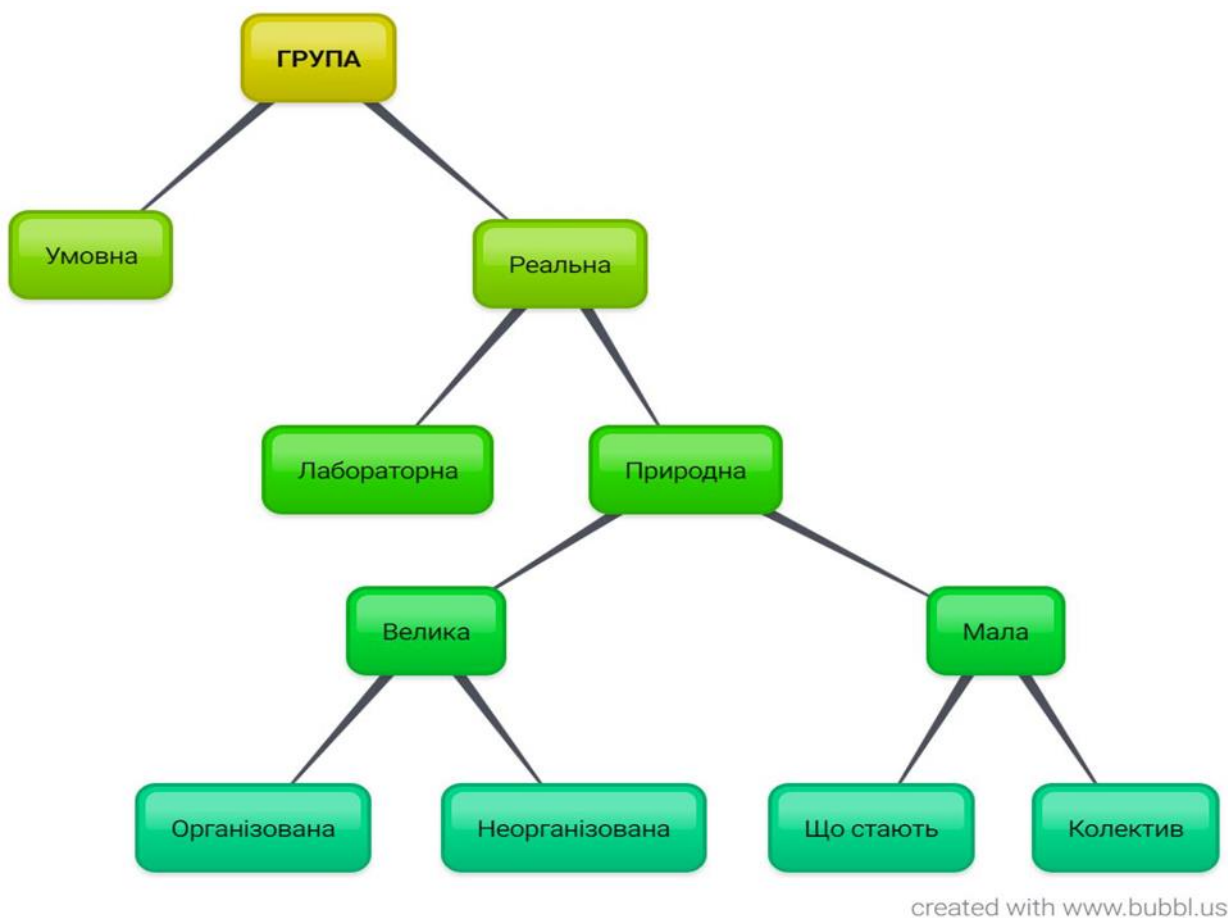 ГРУПА
Умовна
Реальна
Лабораторна
Природна
Велика
Мала
Організована
Неорганізована
Що стають
Колектив
created with www.bubbl.us